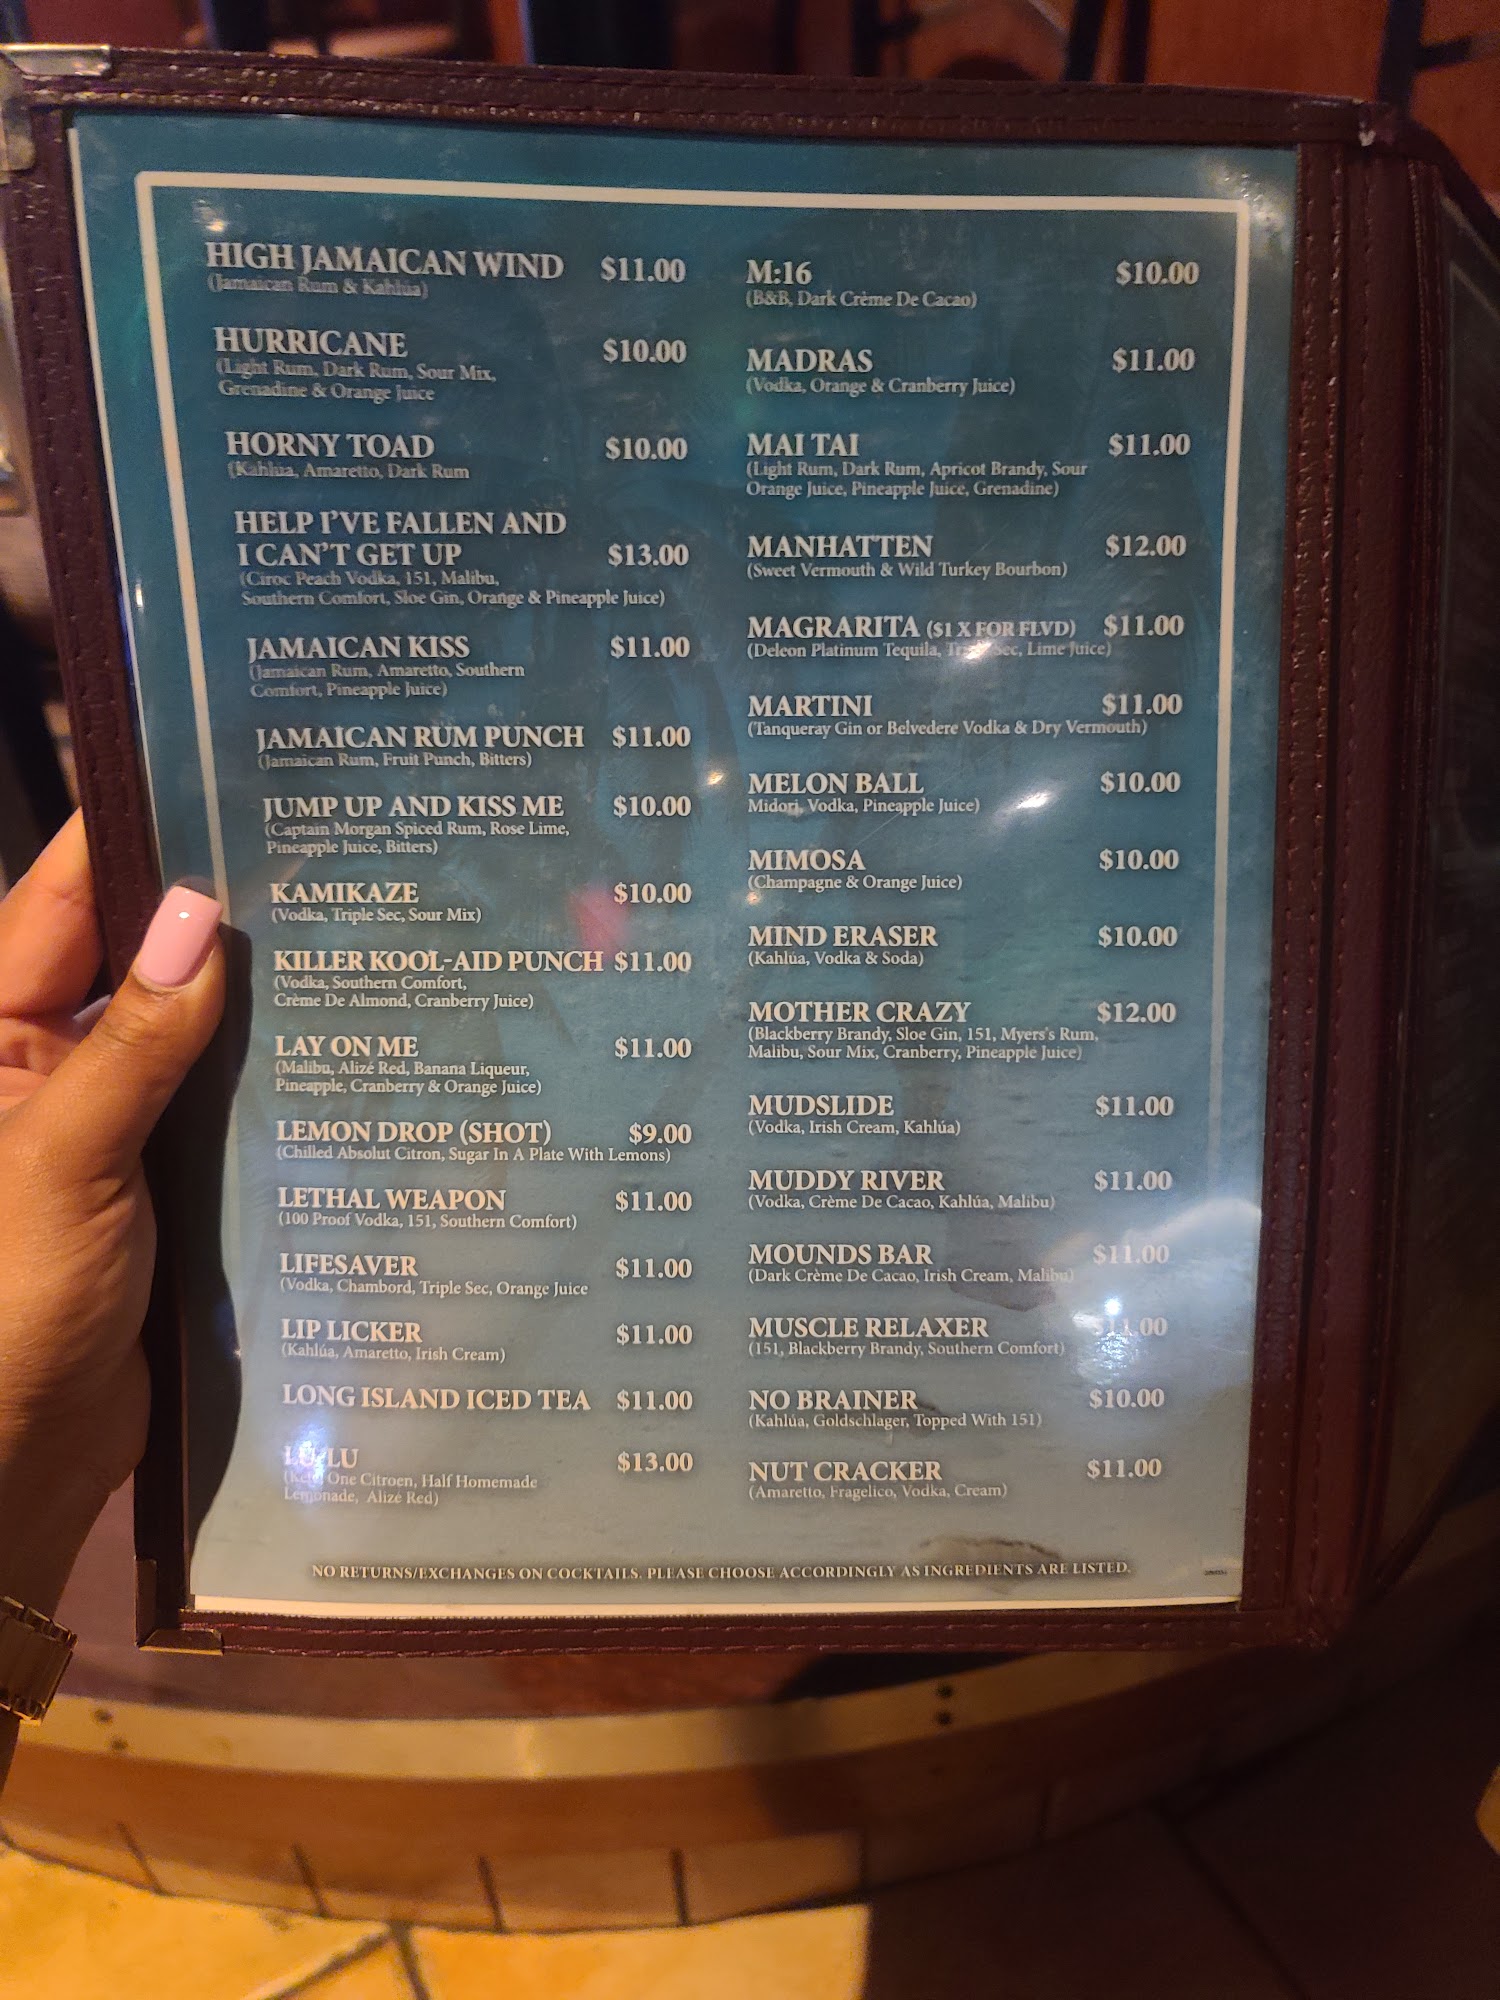 HIGH JAMAICAN WIND $11.00
(Jamaican Rum & Kahlúa)
HURRICANE $10.00
(Light Rum, Dark Rum, Sour Mix,
Grenadine & Orange Juice
HORNY TOAD $10.00
(Kahlua, Amaretto, Dark Rum
HELP I'VE FALLEN AND
I CAN'T GET UP $13.00
(Ciroc Peach Vodka, 151, Malibu,
Southern Comfort, Sloe Gin, Orange & Pineapple Juice)
JAMAICAN KISS $11.00
(Jamaican Rum, Amaretto, Southern
Comfort, Pineapple Juice)
JAMAICAN RUM PUNCH $11.00
(Jamaican Rum, Fruit Punch, Bitters)
JUMP UP AND KISS ME $10.00
(Captain Morgan Spiced Rum, Rose Lime,
Pineapple Juice, Bitters)
KAMIKAZE $10.00
(Vodka, Triple Sec, Sour Mix)
KILLER KOOL-AID PUNCH $11.00
(Vodka, Southern Comfort,
Crème De Almond, Cranberry Juice)
LAY ON ME $11.00
(Malibu, Alizé Red, Banana Liqueur,
Pineapple, Cranberry & Orange Juice)
LEMON DROP (SHOT) $9.00
(Chilled Absolut Citron, Sugar In A Plate With Lemons)
LETHAL WEAPON $11.00
(100 Proof Vodka, 151, Southern Comfort)
LIFESAVER $11.00
(Vodka, Chambord, Triple Sec, Orange Juice
LIP LICKER $11.00
(Kahlúa, Amaretto, Irish Cream)
LONG ISLAND ICED TEA $11.00
LU LU $13.00
(Ketel One Citroen, Half Homemade
Lemonade, Alizé Red)
M:16 $10.00
(B&B, Dark Crème De Cacao)
MADRAS $11.00
(Vodka, Orange & Cranberry Juice)
MAI TAI $11.00
(Light Rum, Dark Rum, Apricot Brandy, Sour
Orange Juice, Pineapple Juice, Grenadine)
MANHATTEN $12.00
(Sweet Vermouth & Wild Turkey Bourbon)
MAGRARITA ($1 X FOR FLVD) $11.00
(Deleon Platinum Tequila, Triple Sec, Lime Juice)
MARTINI $11.00
(Tanqueray Gin or Belvedere Vodka & Dry Vermouth)
MELON BALL $10.00
Midori, Vodka, Pineapple Juice)
MIMOSA $10.00
(Champagne & Orange Juice)
MIND ERASER $10.00
(Kahlúa, Vodka & Soda)
MOTHER CRAZY $12.00
(Blackberry Brandy, Sloe Gin, 151, Myers's Rum,
Malibu, Sour Mix, Cranberry, Pineapple Juice)
MUDSLIDE $11.00
(Vodka, Irish Cream, Kahlúa)
MUDDY RIVER $11.00
(Vodka, Crème De Cacao, Kahlúa, Malibu)
MOUNDS BAR $11.00
(Dark Crème De Cacao, Irish Cream, Malibu)
MUSCLE RELAXER $11.00
(151, Blackberry Brandy, Southern Comfort)
NO BRAINER $10.00
(Kahlúa, Goldschlager, Topped With 151)
NUT CRACKER $11.00
(Amaretto, Fragelico, Vodka, Cream)
NO RETURNS/EXCHANGES ON COCKTAILS. PLEASE CHOOSE ACCORDINGLY AS INGREDIENTS ARE LISTED.